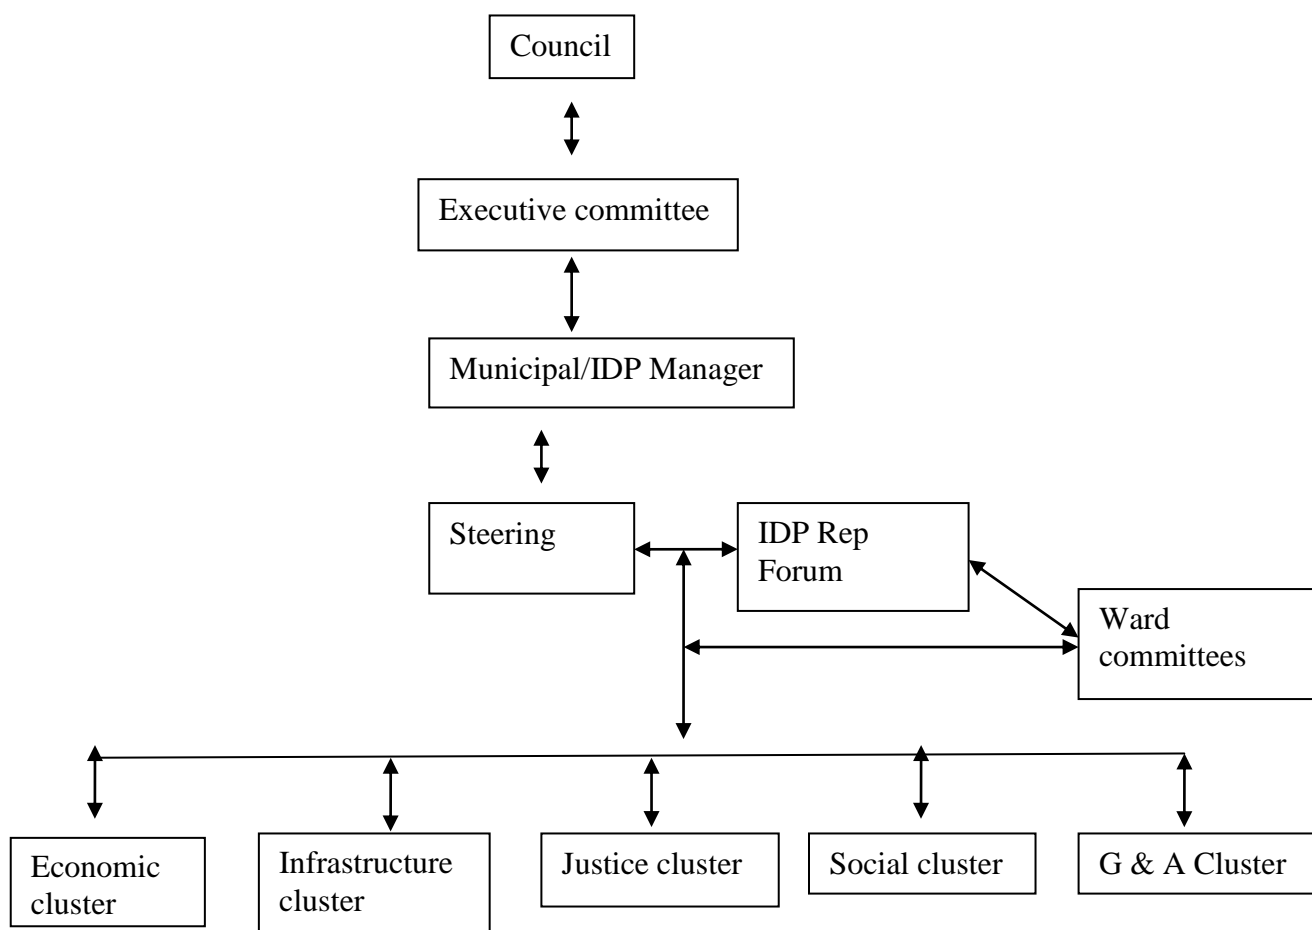 Council
Executive committee
Municipal/IDP Manager
Steering
IDP Rep
Forum
Ward
committees
Economic
cluster
Infrastructure
cluster
Justice cluster
Social cluster
G & A Cluster